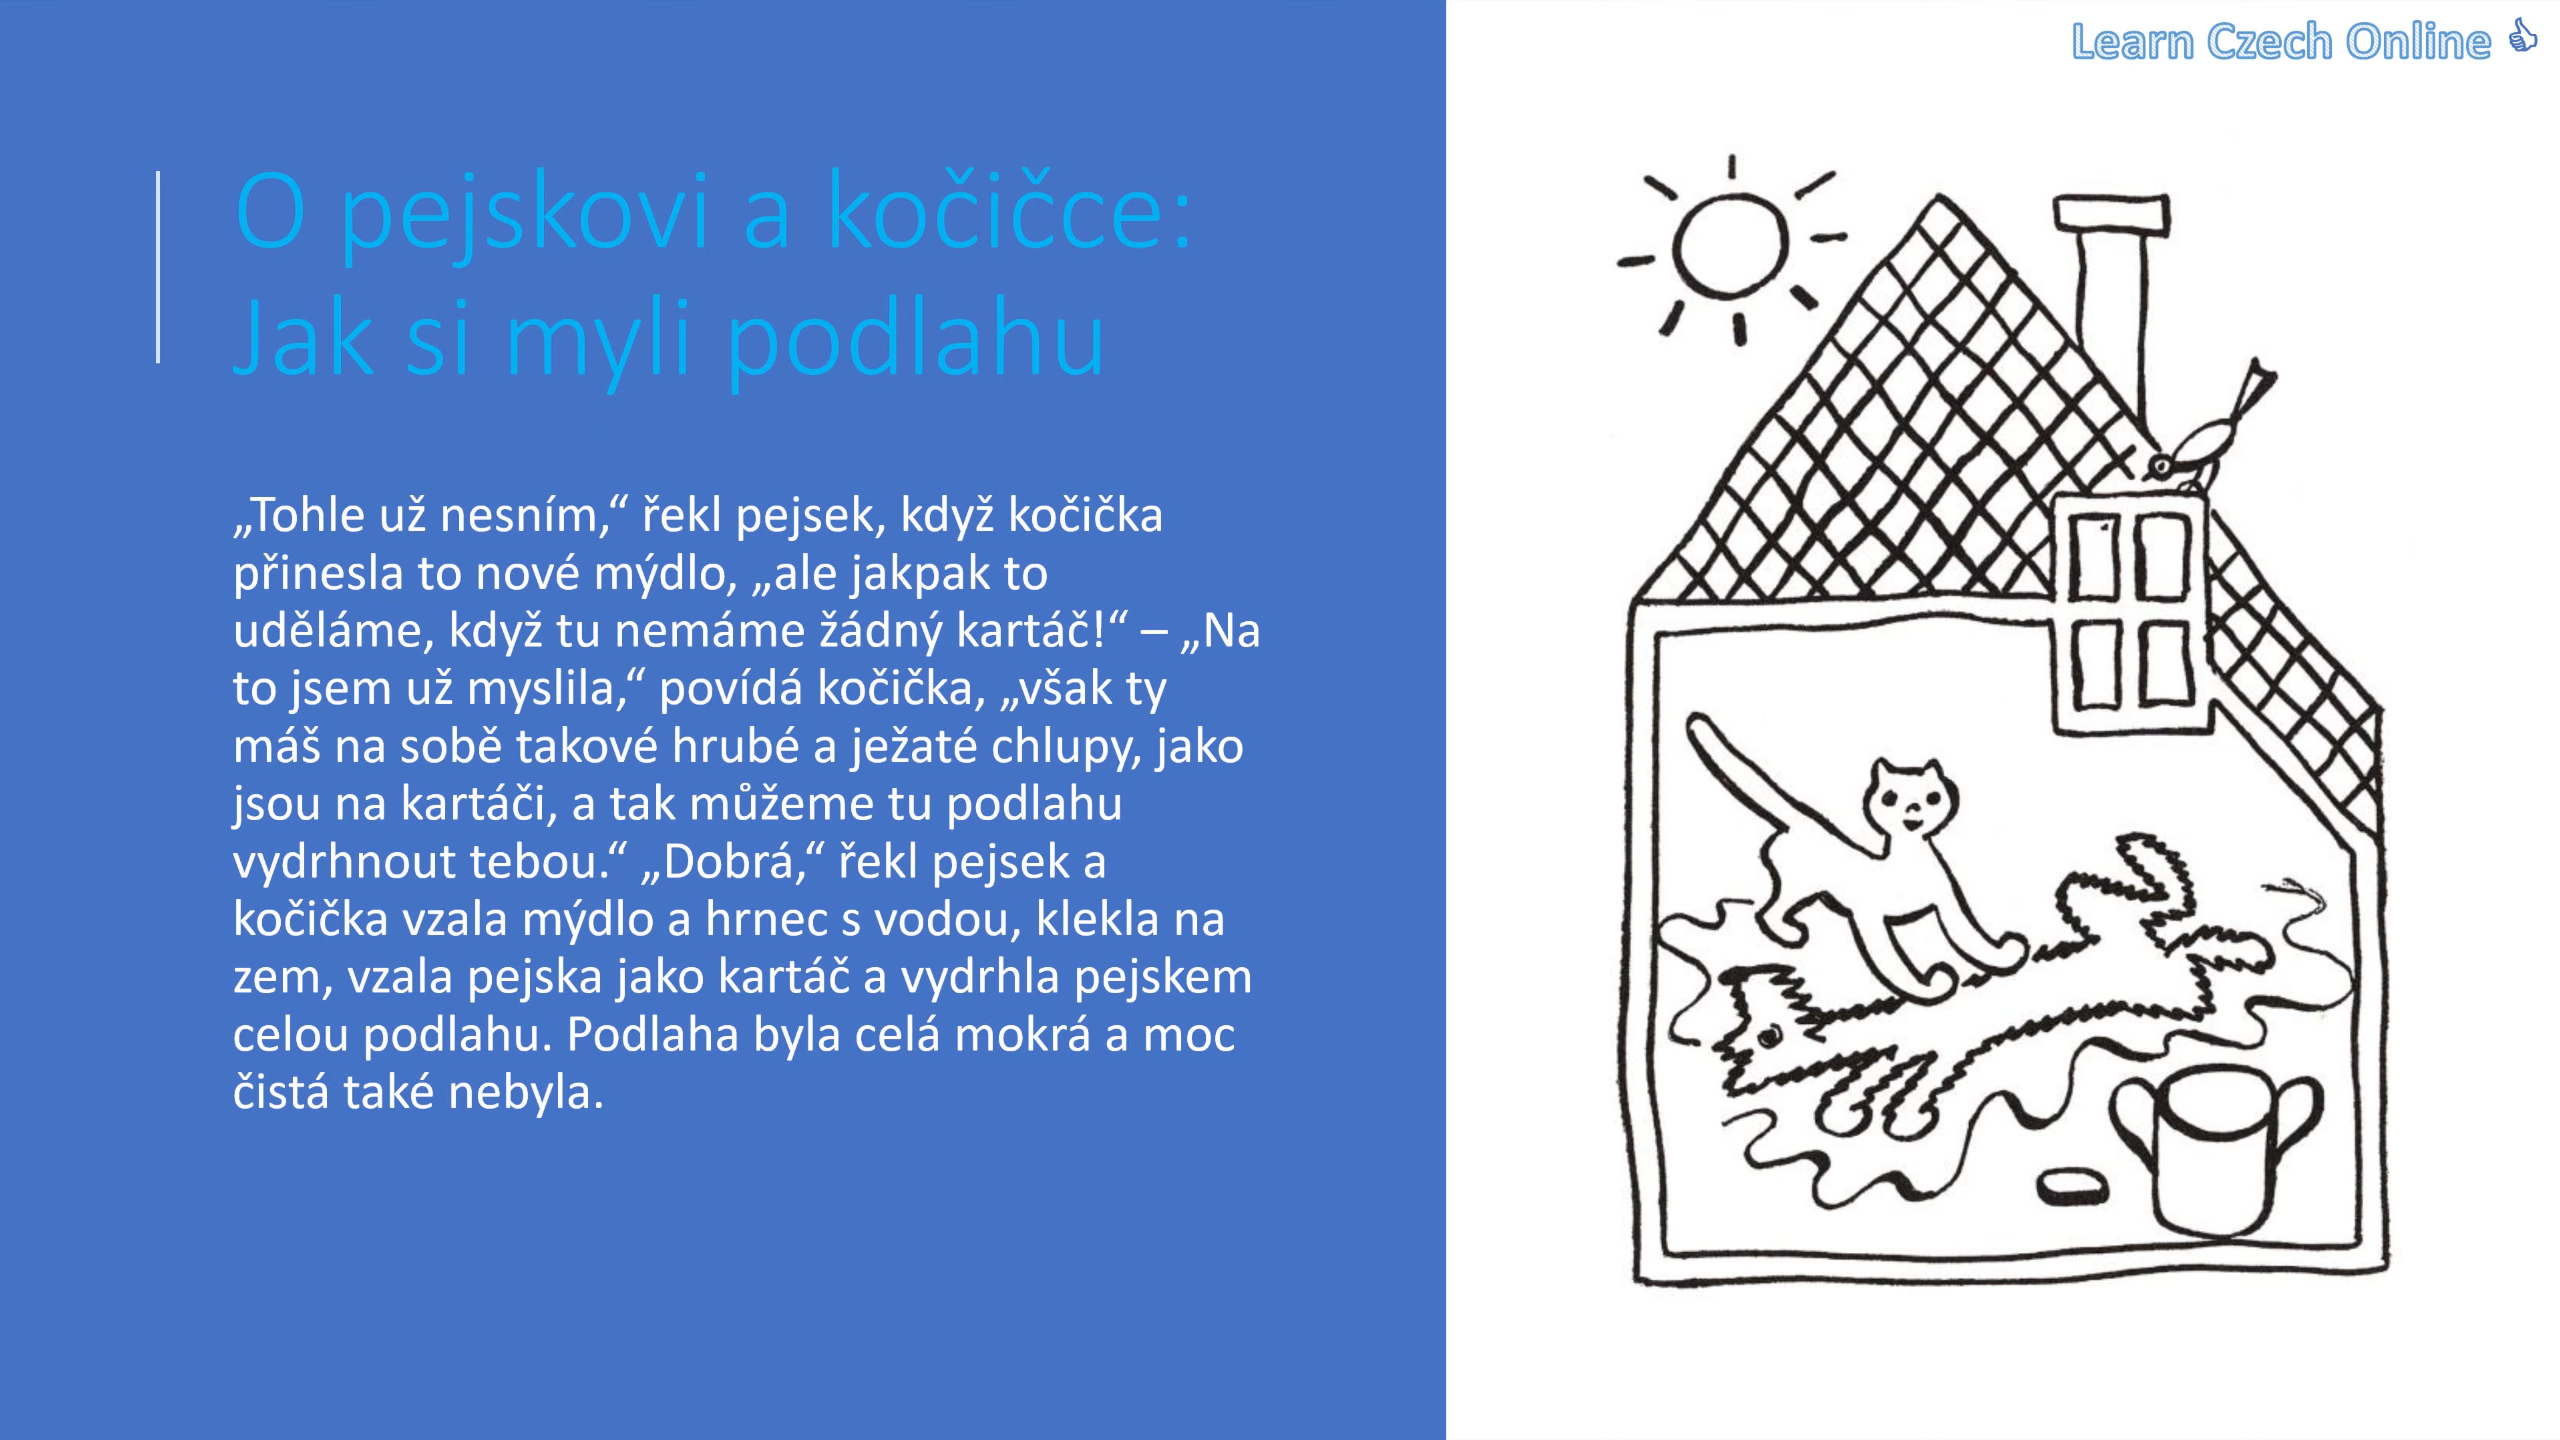 Learn Czech Online
O pejskovi a kočičce:
Jak si myli podlahu
„Tohle už nesním,“ řekl pejsek, když kočička
přinesla to nové mýdlo, „ale jakpak to
uděláme, když tu nemáme žádný kartáč!“ – „Na
to jsem už myslila,“ povídá kočička, „však ty
máš na sobě takové hrubé a ježaté chlupy, jako
jsou na kartáči, a tak můžeme tu podlahu
vydrhnout tebou.“ „Dobrá,“ řekl pejsek a
kočička vzala mýdlo a hrnec s vodou, klekla na
zem, vzala pejska jako kartáč a vydrhla pejskem
celou podlahu. Podlaha byla celá mokrá a moc
čistá také nebyla.